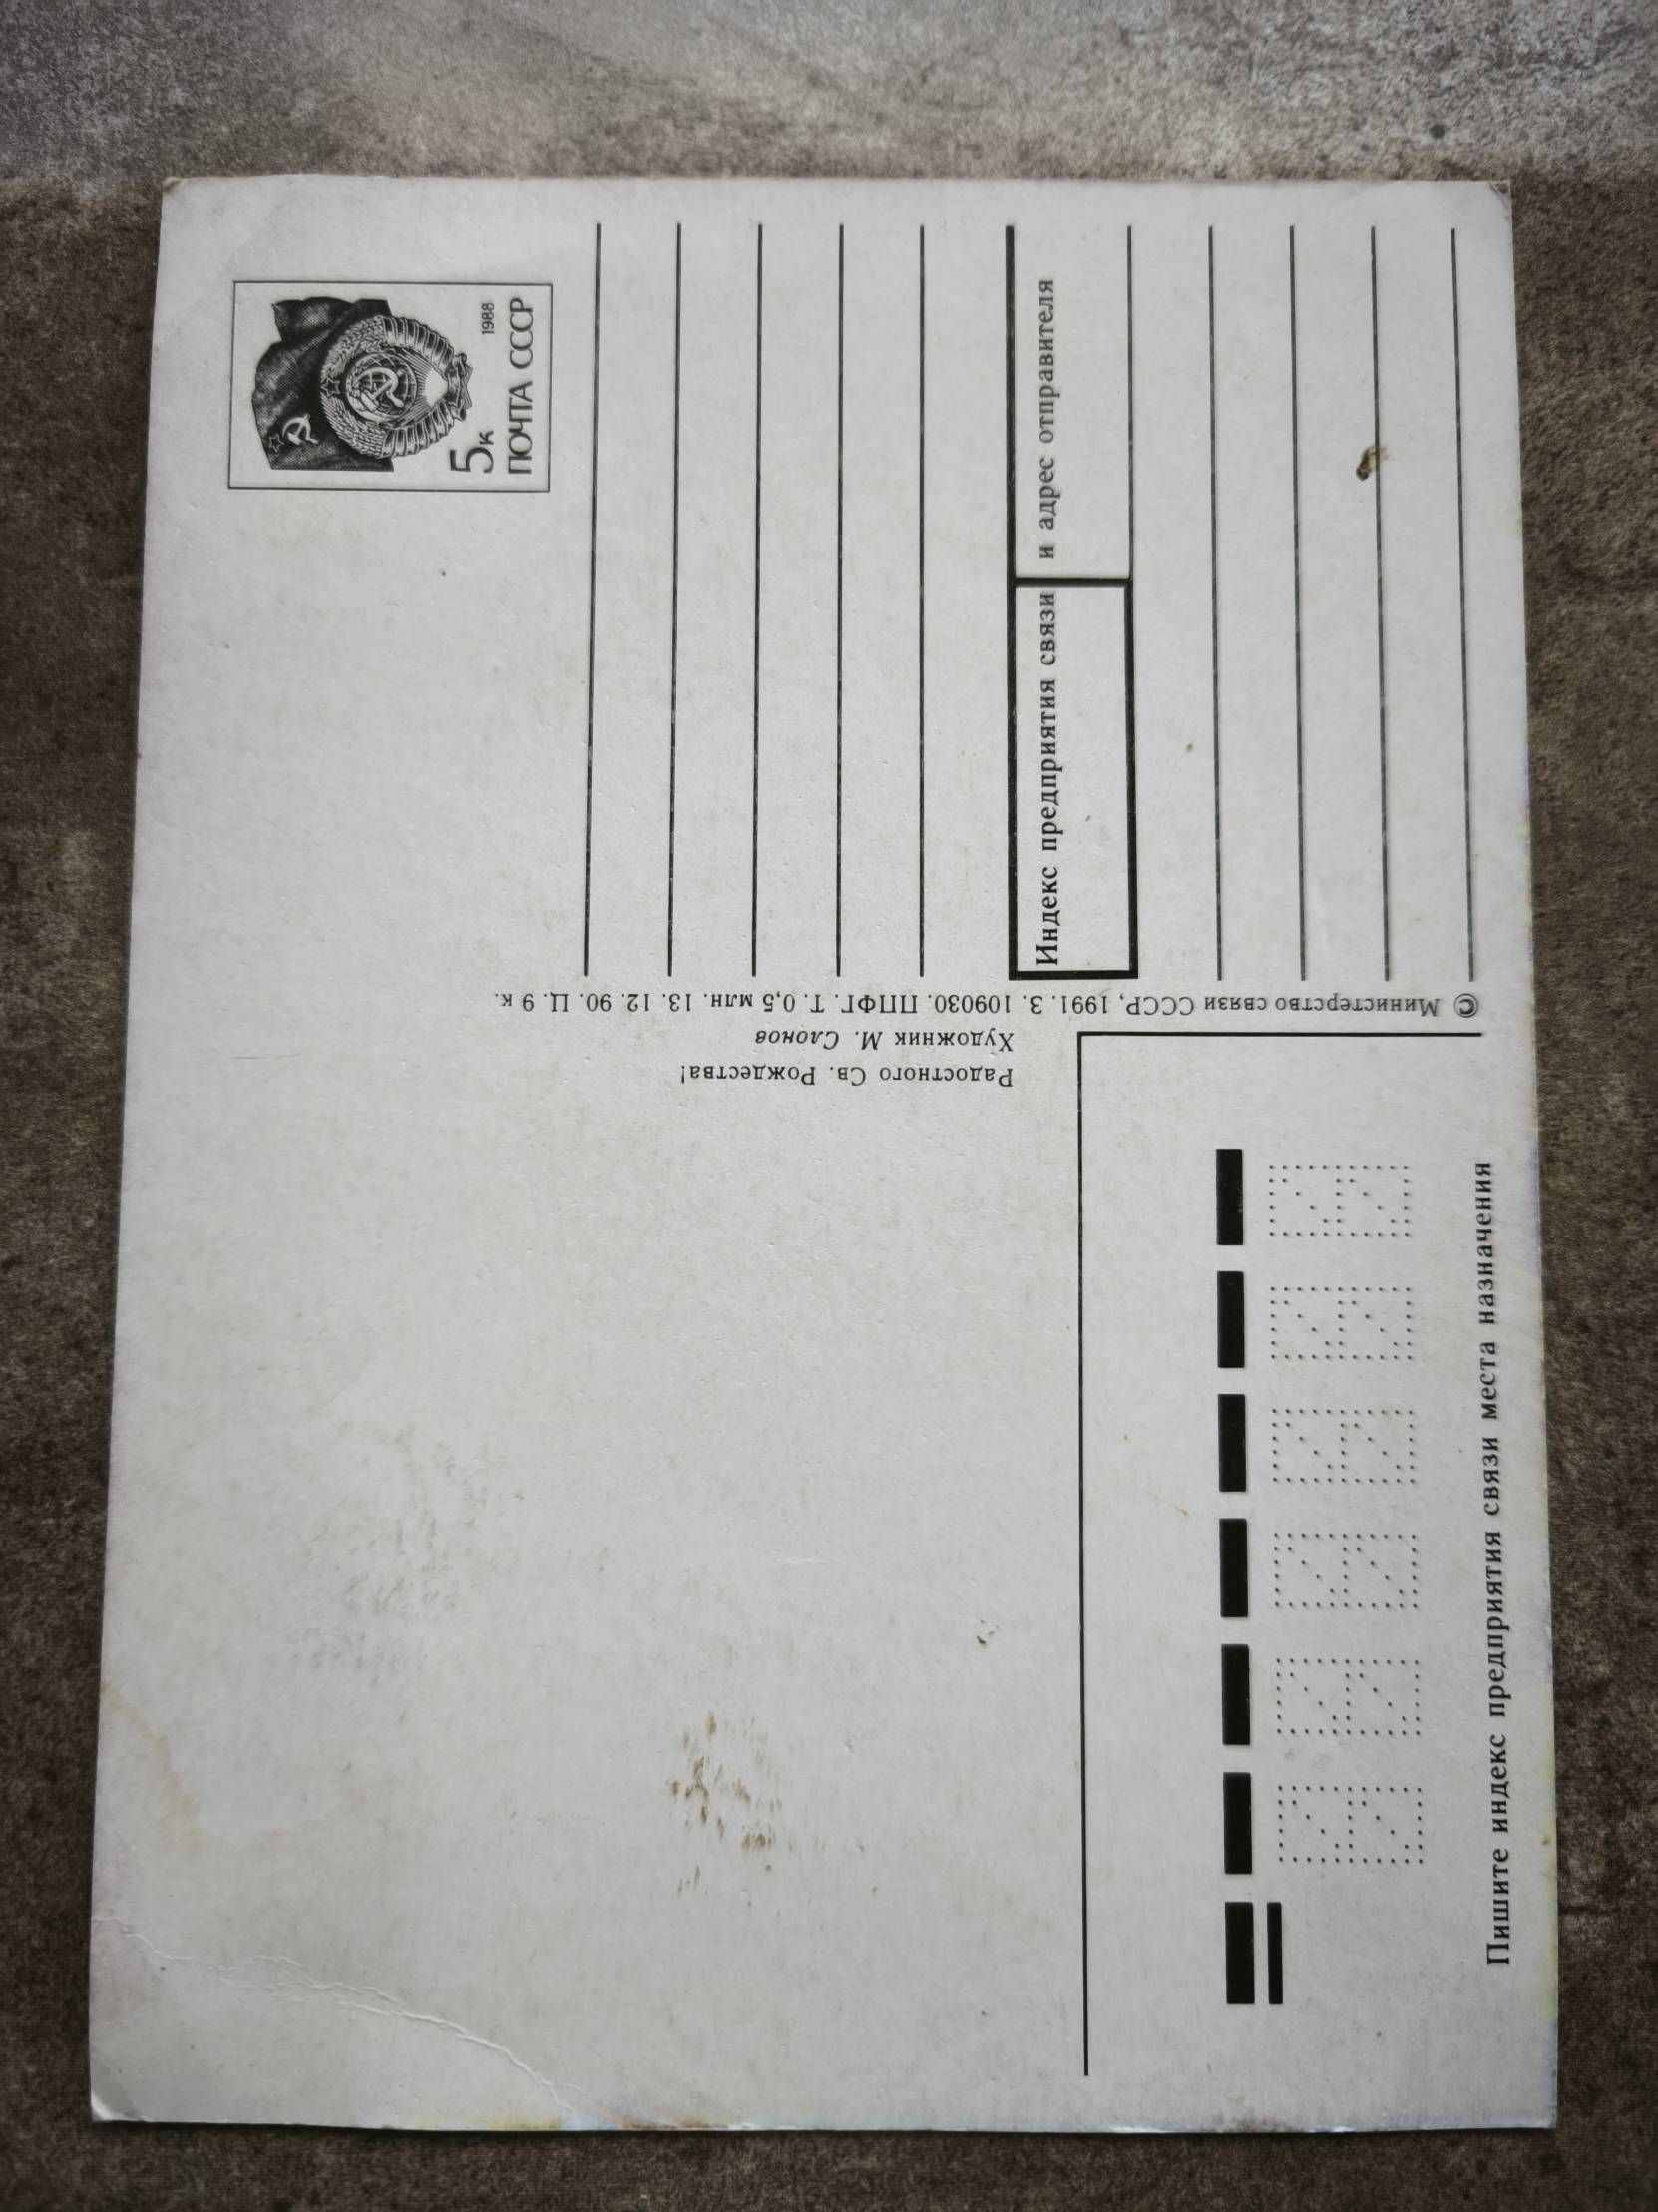 Радостного Св. Рождества!
Художник М. Слонов
© Министерство связи СССР, 1991. З. 109030. ППФГ. Т. 0,5 млн. 13. 12. 90. Ц. 9 к.
1988
5к
ПОЧТА СССР
Индекс предприятия связи и адрес отправителя
Пишите индекс предприятия связи места назначения